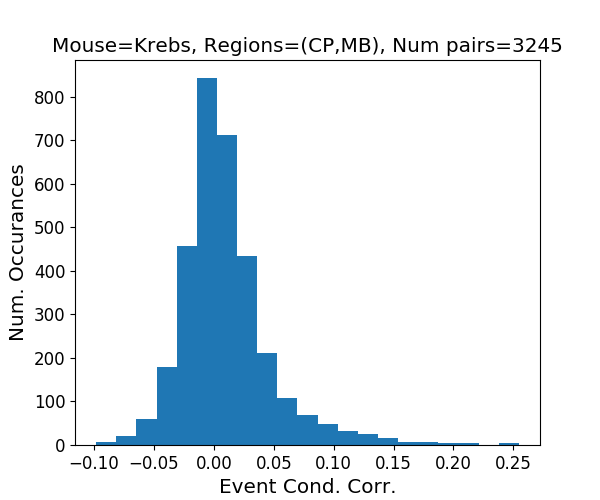 Mouse=Krebs, Regions=(CP,MB), Num pairs=3245
800
700
600
500
400
300
200
100
0
Num. Occurances
−0.10 −0.05 0.00 0.05 0.10 0.15 0.20 0.25
Event Cond. Corr.